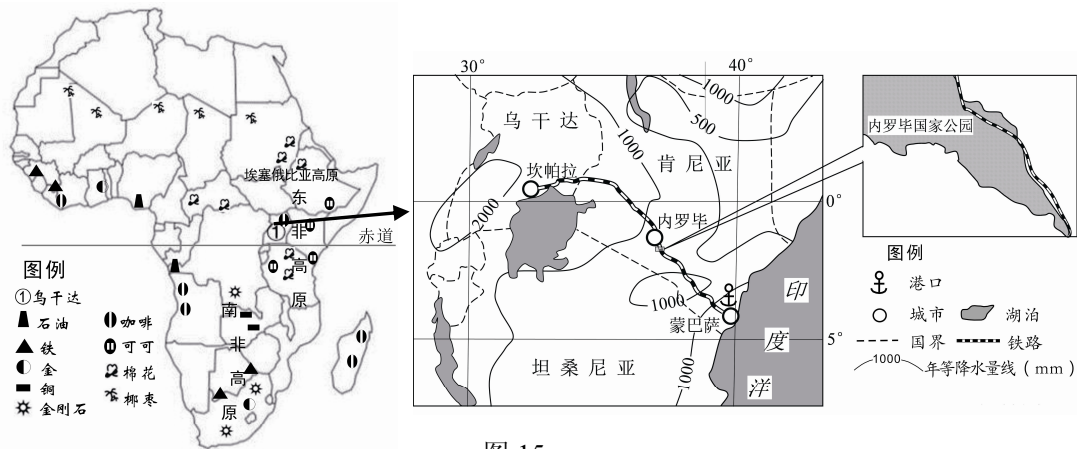 埃塞俄比亚高原
东
非
高
原
①
赤道
南
非
高
原
图例
①乌干达
石油
铁
金
铜
金刚石
咖啡
可可
棉花
椰枣
30°
40°
1000
500
乌干达
1000
肯尼亚
坎帕拉
2000
0°
内罗毕
1000
蒙巴萨
印
度
洋
5°
坦桑尼亚
1000
内罗毕国家公园
图例
港口
城市
湖泊
国界
铁路
1000
年等降水量线（mm）
图 15